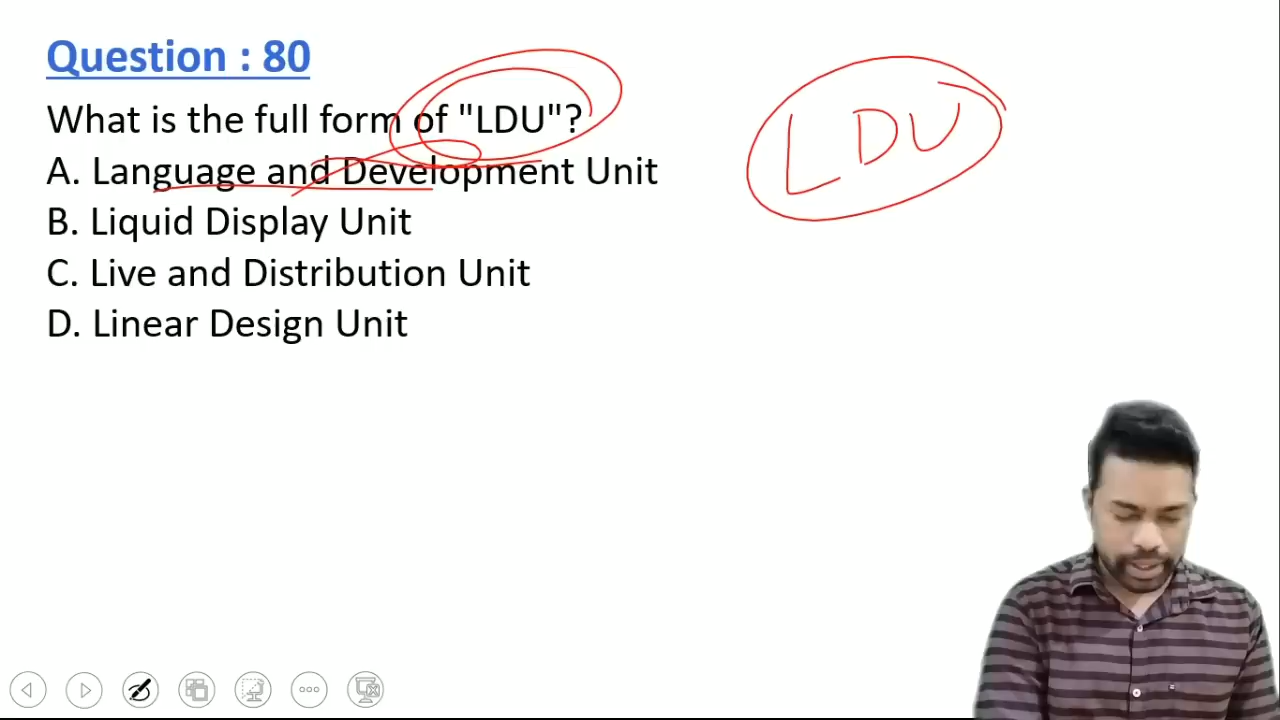 Question : 80
What is the full form of "LDU"?
A. Language and Development Unit
B. Liquid Display Unit
C. Live and Distribution Unit
D. Linear Design Unit
LDU